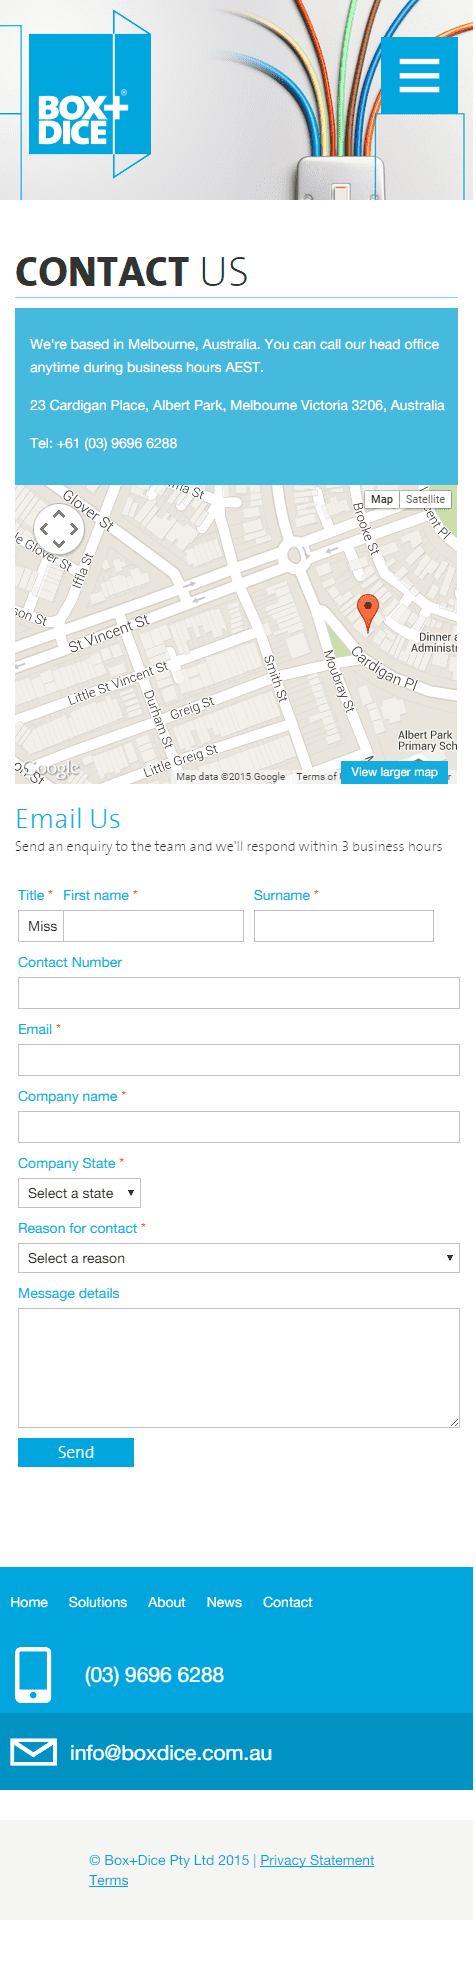 BOX+®
DICE
CONTACT US
We're based in Melbourne, Australia. You can call our head office
anytime during business hours AEST.
23 Cardigan Place, Albert Park, Melbourne Victoria 3206, Australia
Tel: +61 (03) 9696 6288
Map Satellite
Glover St
Iffla St
St Vincent St
Little St Vincent St
Durham St
Greig St
Little Greig St
Smith St
Moubray St
Brooke St
Cardigan Pl
Dinner
Albert Park
Primary
Google
Map data ©2015 Google Terms of
View larger map
Email Us
Send an enquiry to the team and we'll respond within 3 business hours
Title * First name * Surname *
Miss
Contact Number
Email *
Company name *
Company State *
Select a state
Reason for contact *
Select a reason
Message details
Send
Home Solutions About News Contact
(03) 9696 6288
info@boxdice.com.au
© Box+Dice Pty Ltd 2015 | Privacy Statement
Terms